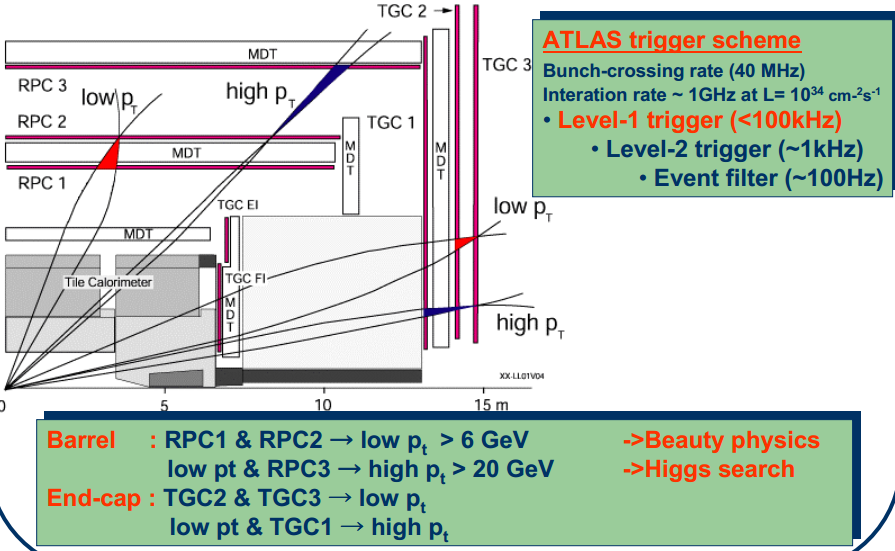 TGC 2
MDT
RPC 3
low pT
high pT
TGC 3
RPC 2
TGC 1
MDT
RPC 1
MDT
MDT
TGC EI
MDT
low pT
Tile Calorimeter
TGC FI
MDT
high pT
XX-LL01V04
0 5 10 15 m
ATLAS trigger scheme
Bunch-crossing rate (40 MHz)
Interation rate ~ 1GHz at L= 10³⁴ cm-²s⁻¹
• Level-1 trigger (<100kHz)
• Level-2 trigger (~1kHz)
• Event filter (~100Hz)
Barrel : RPC1 & RPC2 → low pt > 6 GeV ->Beauty physics
low pt & RPC3 → high pt > 20 GeV ->Higgs search
End-cap : TGC2 & TGC3 → low pt
low pt & TGC1 → high pt